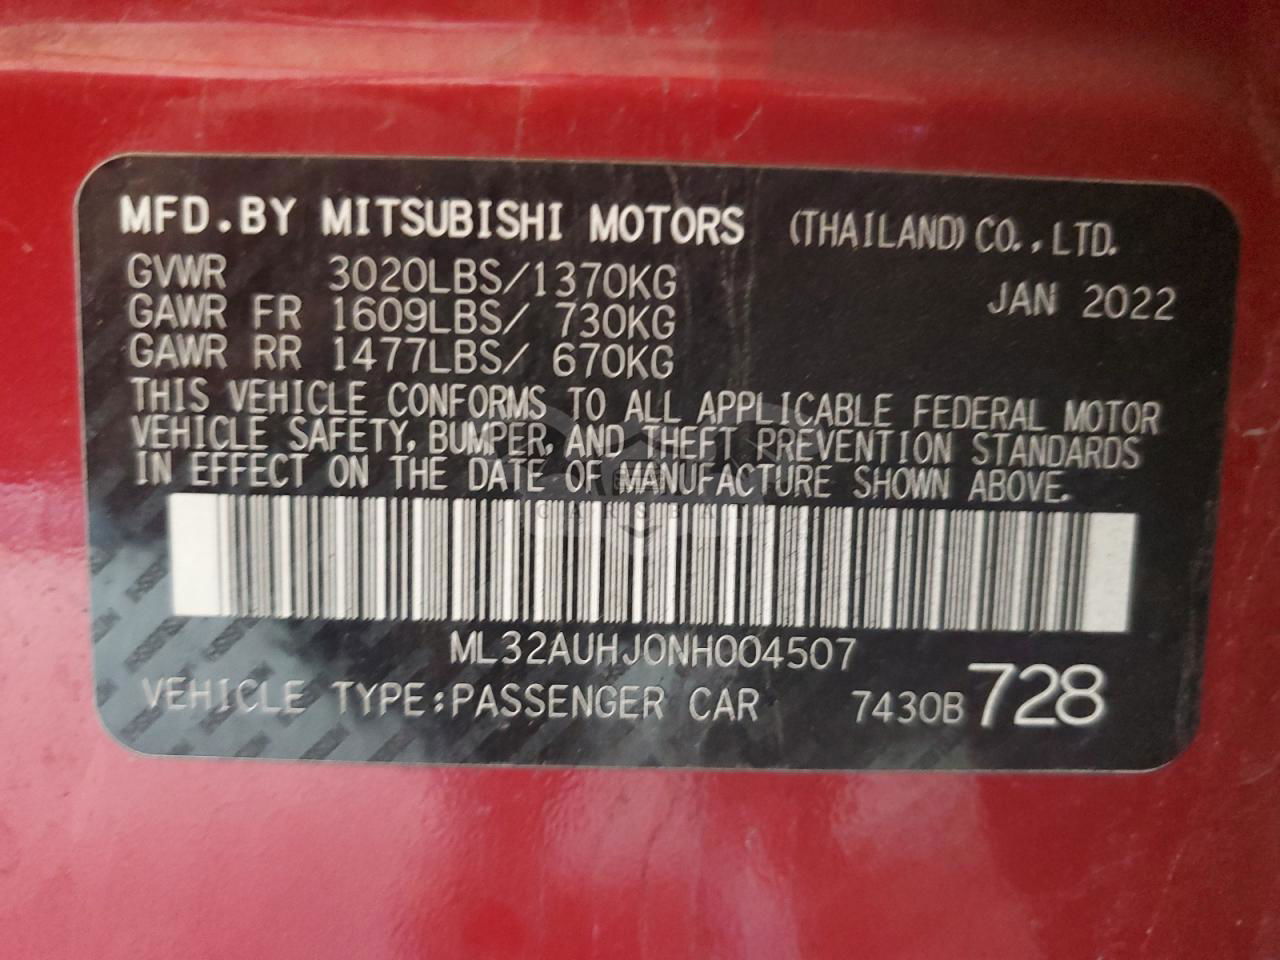 MFD.BY MITSUBISHI MOTORS (THAILAND) CO.,LTD.
GVWR 3020LBS/1370KG JAN 2022
GAWR FR 1609LBS/ 730KG
GAWR RR 1477LBS/ 670KG
THIS VEHICLE CONFORMS TO ALL APPLICABLE FEDERAL MOTOR
VEHICLE SAFETY, BUMPER, AND THEFT PREVENTION STANDARDS
IN EFFECT ON THE DATE OF MANUFACTURE SHOWN ABOVE.
ML32AUHJ0NH004507
VEHICLE TYPE:PASSENGER CAR 7430B 728